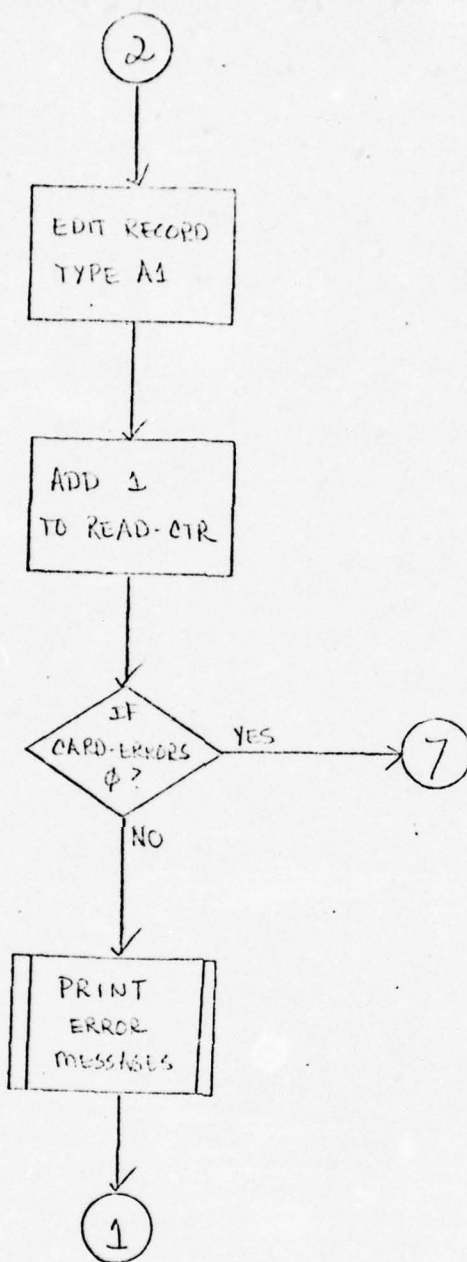 2
EDIT RECORD
TYPE A1
ADD 1
TO READ-CTR
IF
CARD-ERRORS
φ?
YES
7
NO
PRINT
ERROR
MESSAGES
1